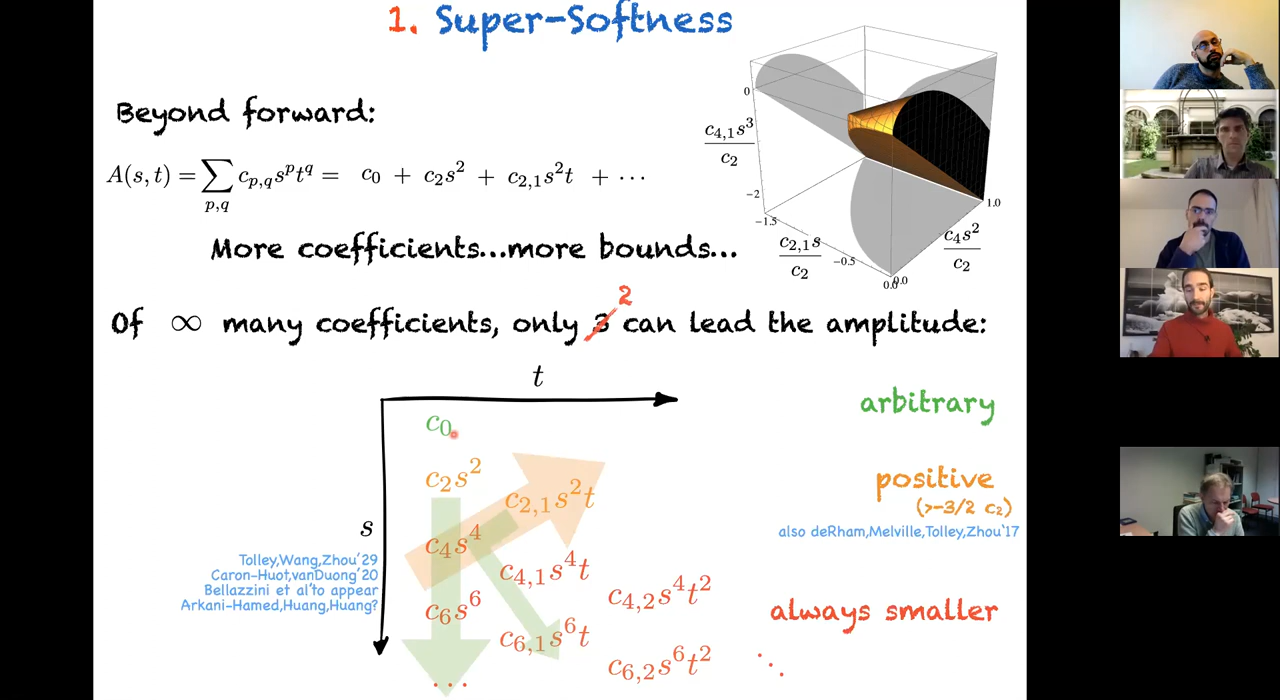 1. Super-Softness
Beyond forward:
A(s, t) = ∑ c_{p,q} s^p t^q = c_0 + c_2 s^2 + c_{2,1} s^2 t + ···
p,q
More coefficients...more bounds...
0
c_{4,1} s^3
c_2
-2
-1.5
c_{2,1} s
c_2
-0.5
0.0
0.0
c_4 s^2
c_2
1.0
2
Of ∞ many coefficients, only 3 can lead the amplitude:
t
s
c_0
c_2 s^2
c_{2,1} s^2 t
c_4 s^4
c_{4,1} s^4 t
c_{4,2} s^4 t^2
c_6 s^6
c_{6,1} s^6 t
c_{6,2} s^6 t^2
...
⋱
arbitrary
positive
(>-3/2 c_2)
also deRham,Melville,Tolley,Zhou'17
always smaller
Tolley,Wang,Zhou'29
Caron-Huot,vanDuong'20
Bellazzini et al'to appear
Arkani-Hamed,Huang,Huang?